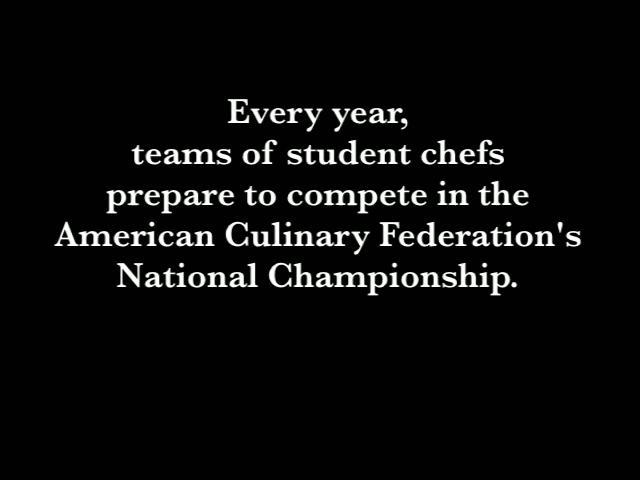 Every year,
teams of student chefs
prepare to compete in the
American Culinary Federation's
National Championship.